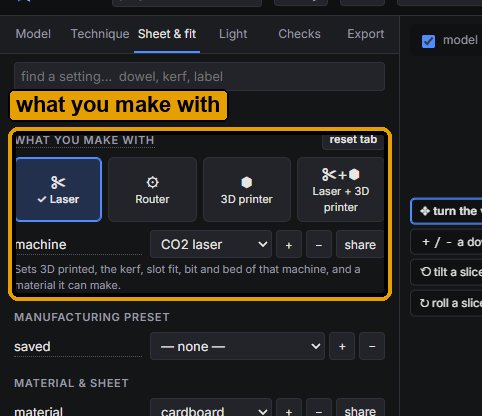 Model Technique Sheet & fit Light Checks Export
find a setting... dowel, kerf, label
what you make with
WHAT YOU MAKE WITH reset tab
✓ Laser Router 3D printer Laser + 3D printer
machine CO2 laser + − share
Sets 3D printed, the kerf, slot fit, bit and bed of that machine, and a
material it can make.
MANUFACTURING PRESET
saved — none — + −
MATERIAL & SHEET
material cardboard + − share
model
turn the
+ / - a do
tilt a slice
roll a slice